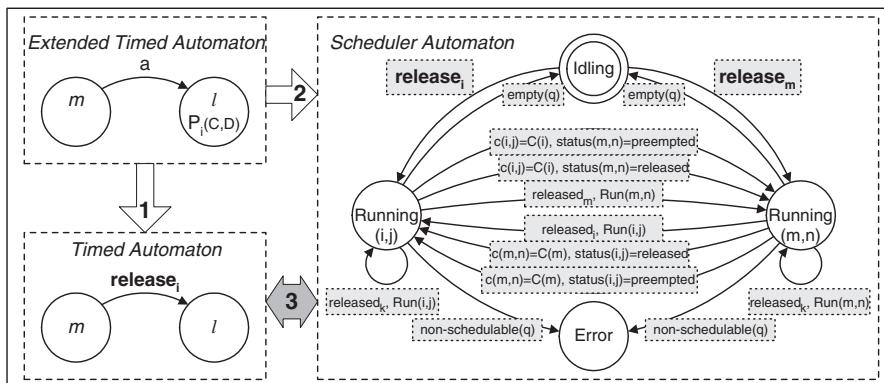 Extended Timed Automaton
a
m
l
P_i(C,D)
2
1
Timed Automaton
release_i
m
l
3
Scheduler Automaton
Idling
release_i
release_m
empty(q)
empty(q)
c(i,j)=C(i), status(m,n)=preempted
c(i,j)=C(i), status(m,n)=released
released_m, Run(m,n)
released_i, Run(i,j)
c(m,n)=C(m), status(i,j)=released
c(m,n)=C(m), status(i,j)=preempted
Running
(i,j)
Running
(m,n)
released_k, Run(i,j)
released_k, Run(m,n)
non-schedulable(q)
Error
non-schedulable(q)